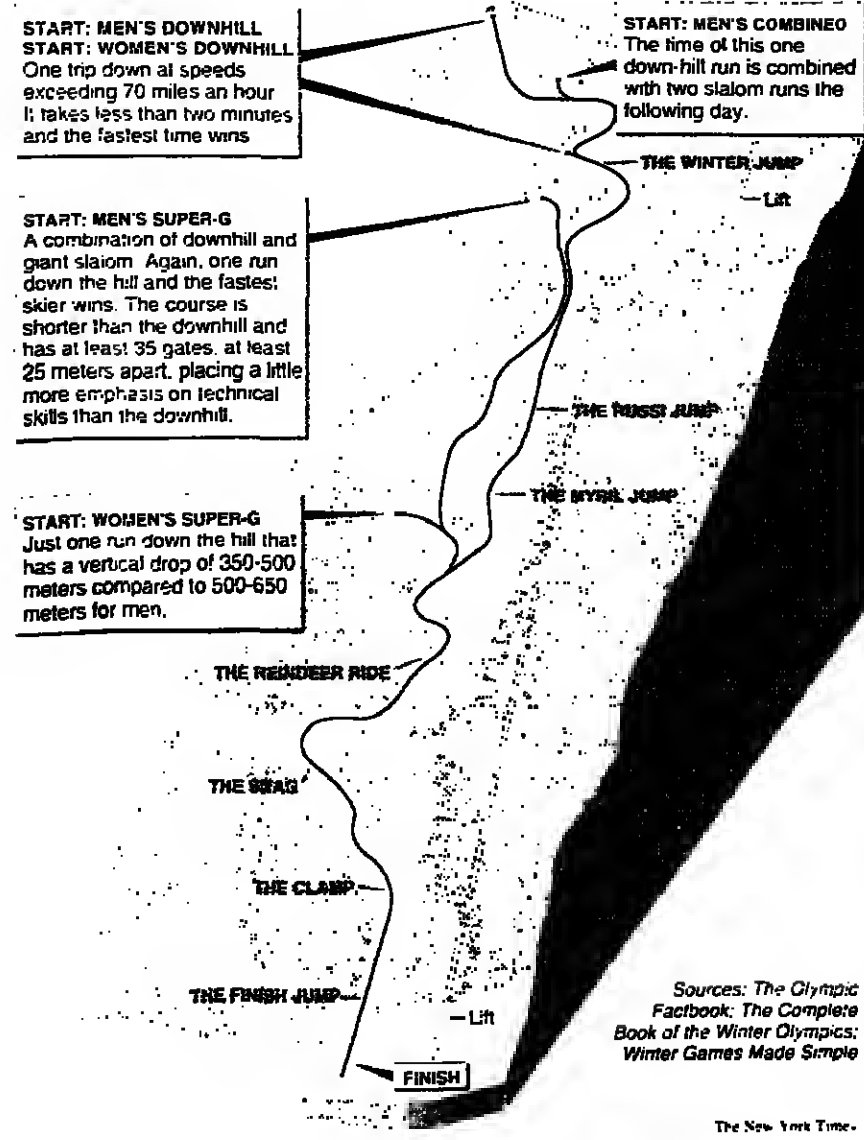 START: MEN'S DOWNHILL
START: WOMEN'S DOWNHILL
One trip down al speeds
exceeding 70 miles an hour
It takes less than two minutes
and the fastest time wins
START: MEN'S COMBINED
The time of this one
down-hill run is combined
with two slalom runs the
following day.
THE WINTER JUMP
Lift
START: MEN'S SUPER-G
A combination of downhill and
giant slalom Again, one run
down the hill and the fastest
skier wins. The course is
shorter than the downhill and
has at least 35 gates. at least
25 meters apart, placing a little
more emphasis on technical
skills than the downhill.
THE RUSSI JUMP
THE MYRIL JUMP
START: WOMEN'S SUPER-G
Just one run down the hill that
has a vertical drop of 350-500
meters compared to 500-650
meters for men.
THE REINDEER RIDE
THE
THE CLAMP
THE FINISH JUMP
Lift
FINISH
Sources: The Olympic
Factbook; The Complete
Book of the Winter Olympics;
Winter Games Made Simple
The New York Times